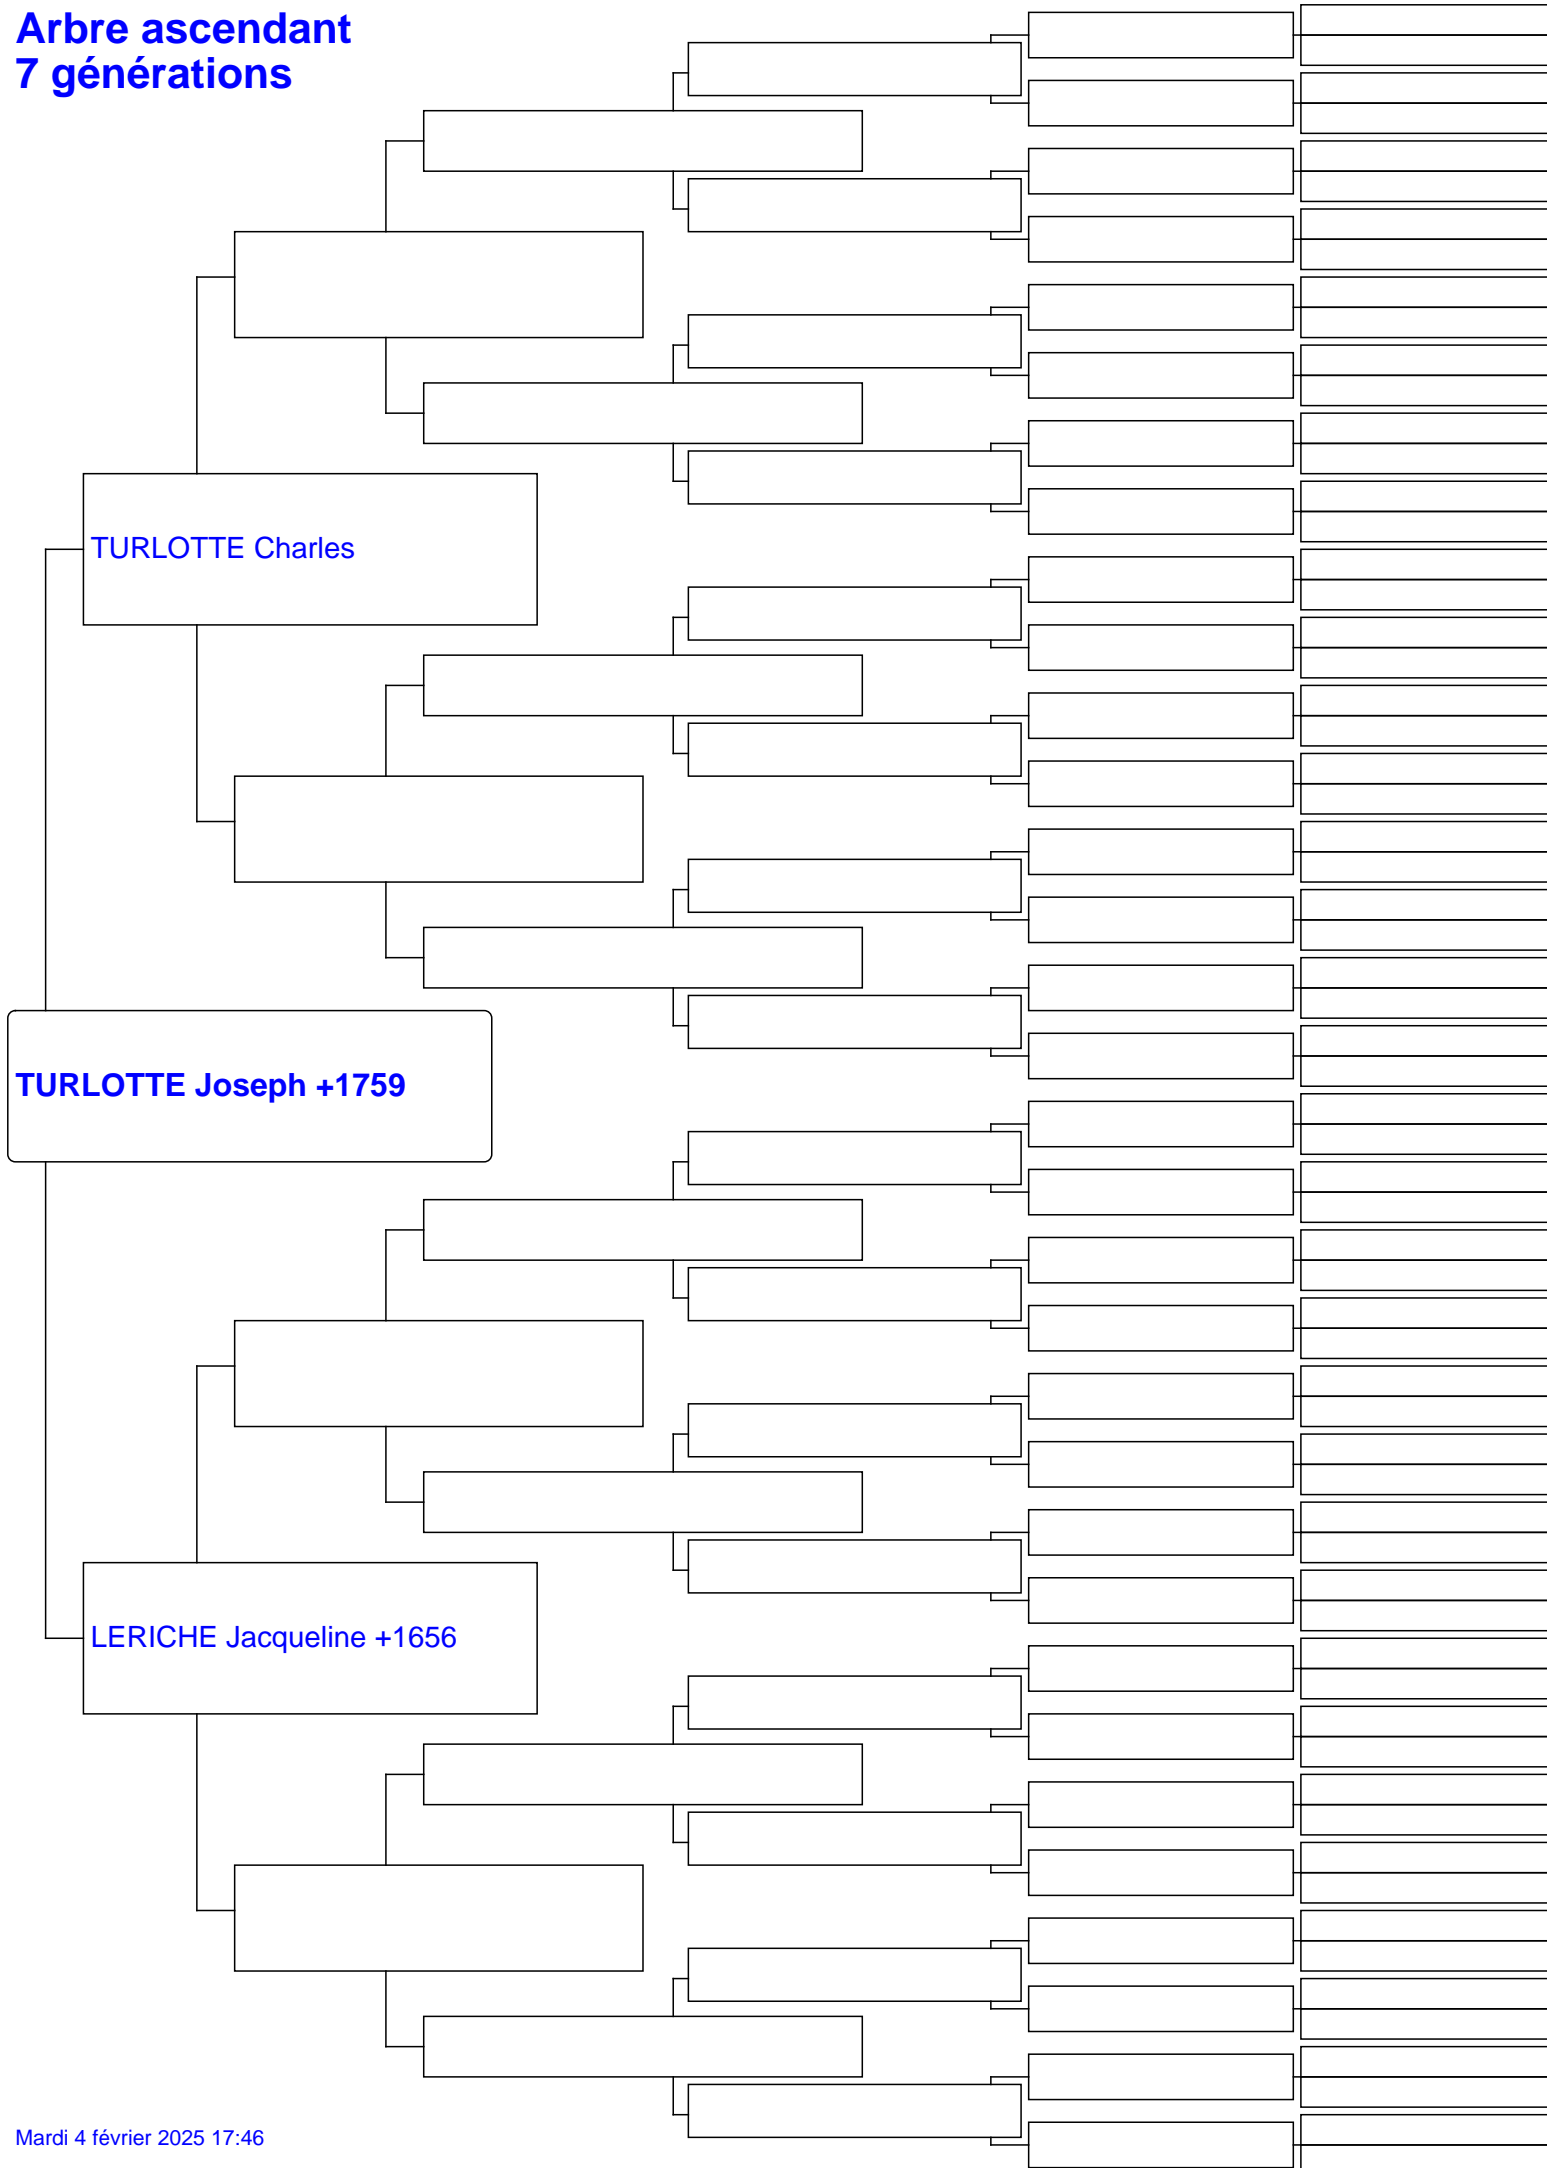 Arbre ascendant
7 générations
TURLOTTE Charles
TURLOTTE Joseph +1759
LERICHE Jacqueline +1656
Mardi 4 février 2025 17:46